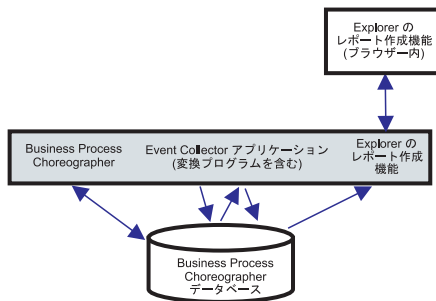 Explorer の
レポート作成機能
(ブラウザー内)
Business Process
Choreographer
Event Collector アプリケーション
(変換プログラムを含む)
Explorer の
レポート作成
機能
Business Process
Choreographer
データベース